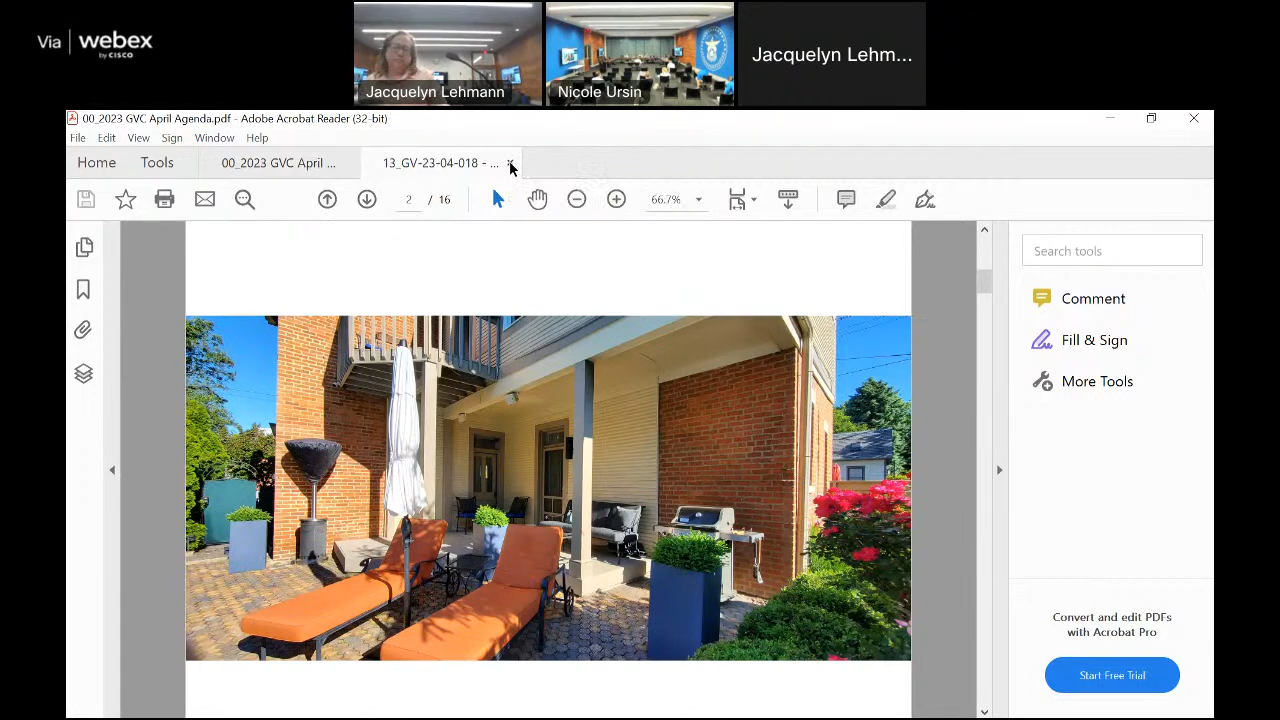 Via webex
by CISCO
Jacquelyn Lehmann
Nicole Ursin
Jacquelyn Lehm...
00_2023 GVC April Agenda.pdf - Adobe Acrobat Reader (32-bit)
File Edit View Sign Window Help
Home Tools 00_2023 GVC April ... 13_GV-23-04-018 - ...
2 / 16 66.7%
Search tools
Comment
Fill & Sign
More Tools
Convert and edit PDFs
with Acrobat Pro
Start Free Trial